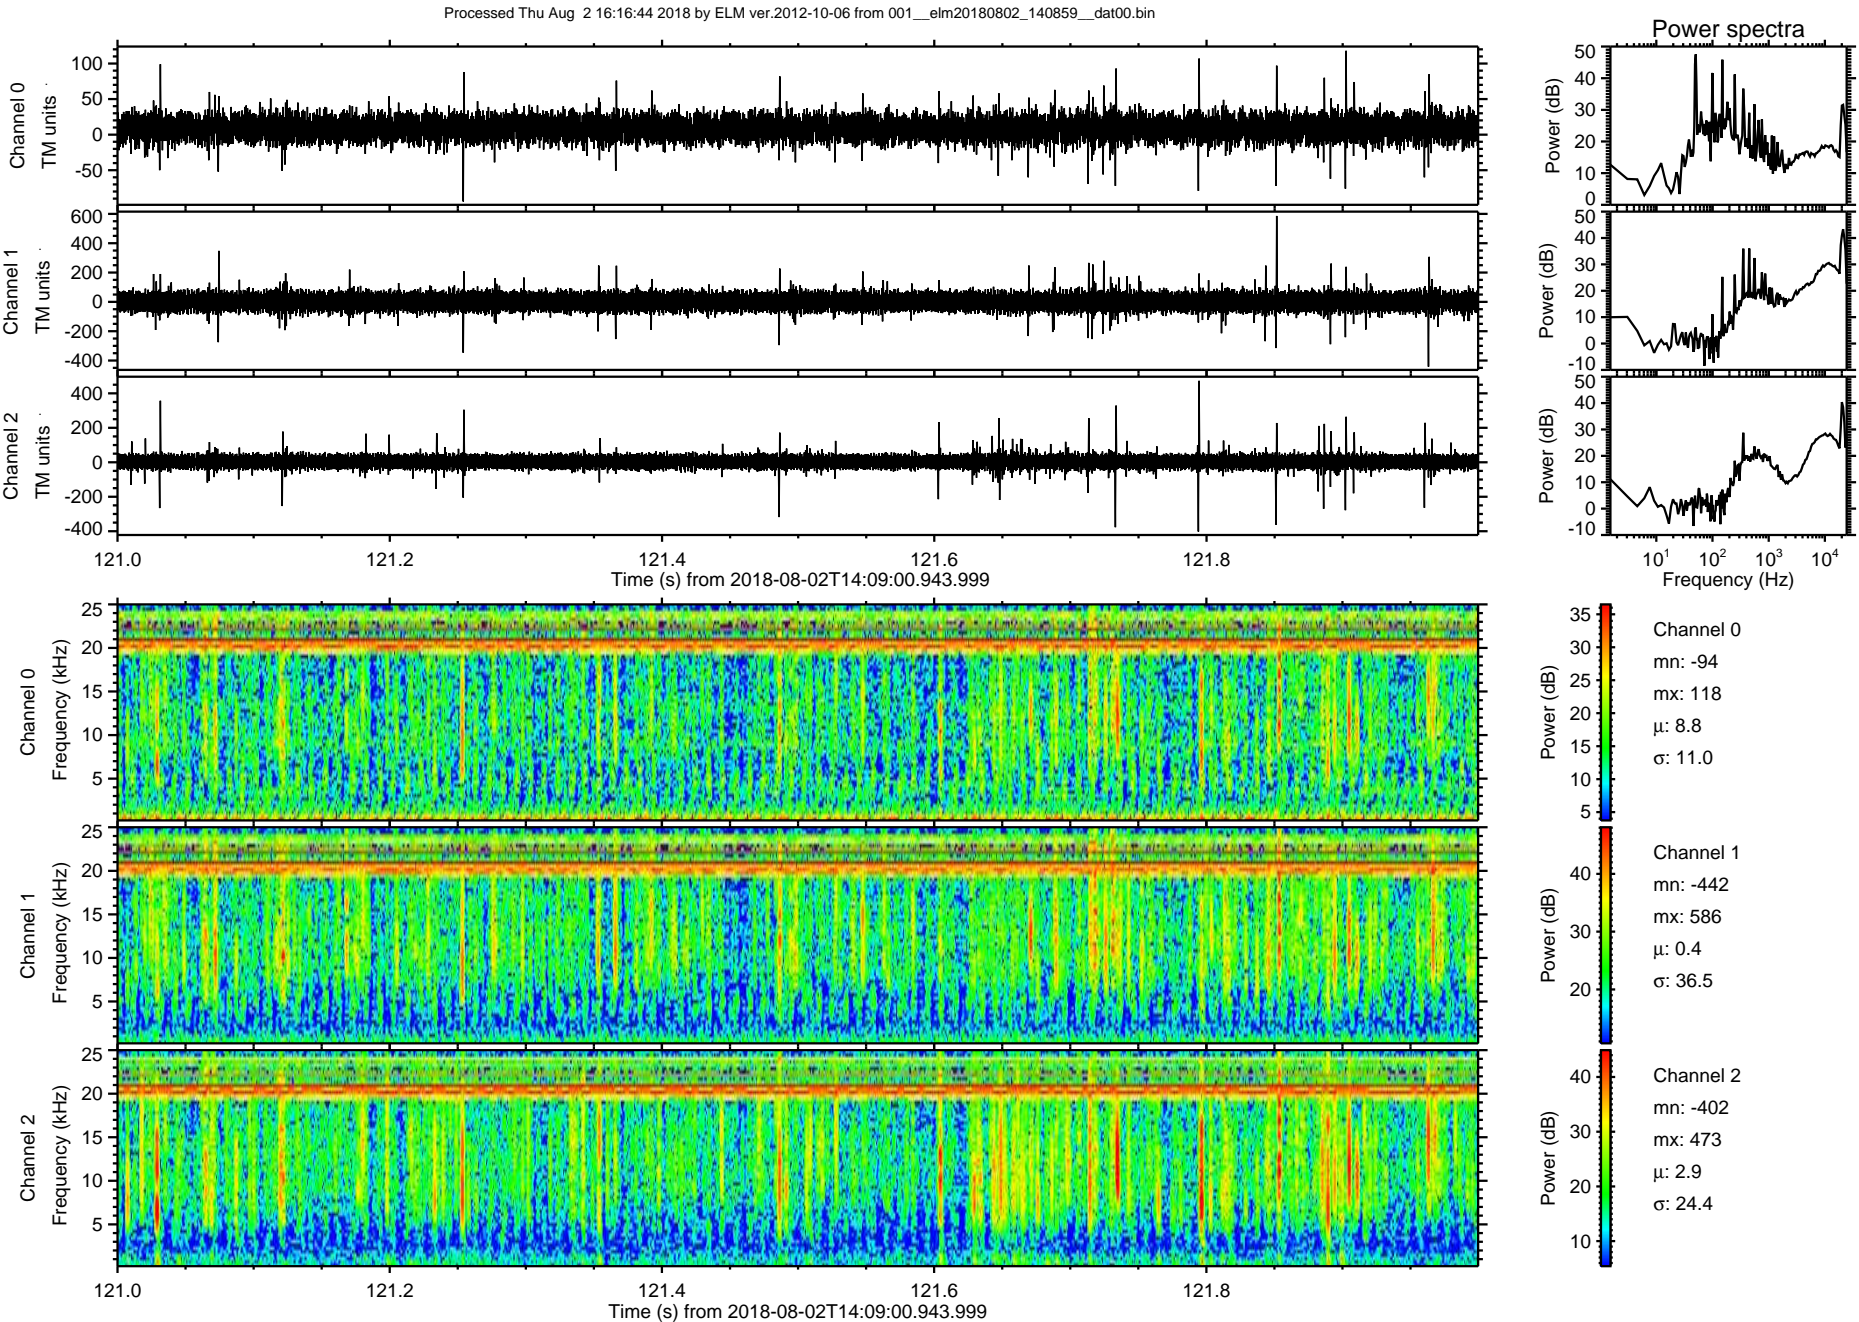 Processed Thu Aug 2 16:16:44 2018 by ELM ver.2012-10-06 from 001__elm20180802_140859__dat00.bin
Power spectra
Channel 0
TM units
100
50
0
-50
Power (dB)
50
40
30
20
10
0
Channel 1
TM units
600
400
200
0
-200
-400
Power (dB)
50
40
30
20
10
0
-10
Channel 2
TM units
400
200
0
-200
-400
Power (dB)
50
40
30
20
10
0
-10
121.0
121.2
121.4
121.6
121.8
Time (s) from 2018-08-02T14:09:00.943.999
10^1
10^2
10^3
10^4
Frequency (Hz)
Channel 0
Frequency (kHz)
25
20
15
10
5
Power (dB)
35
30
25
20
15
10
5
Channel 0
mn: -94
mx: 118
μ: 8.8
σ: 11.0
Channel 1
Frequency (kHz)
25
20
15
10
5
Power (dB)
40
30
20
Channel 1
mn: -442
mx: 586
μ: 0.4
σ: 36.5
Channel 2
Frequency (kHz)
25
20
15
10
5
Power (dB)
40
30
20
10
Channel 2
mn: -402
mx: 473
μ: 2.9
σ: 24.4
121.0
121.2
121.4
121.6
121.8
Time (s) from 2018-08-02T14:09:00.943.999